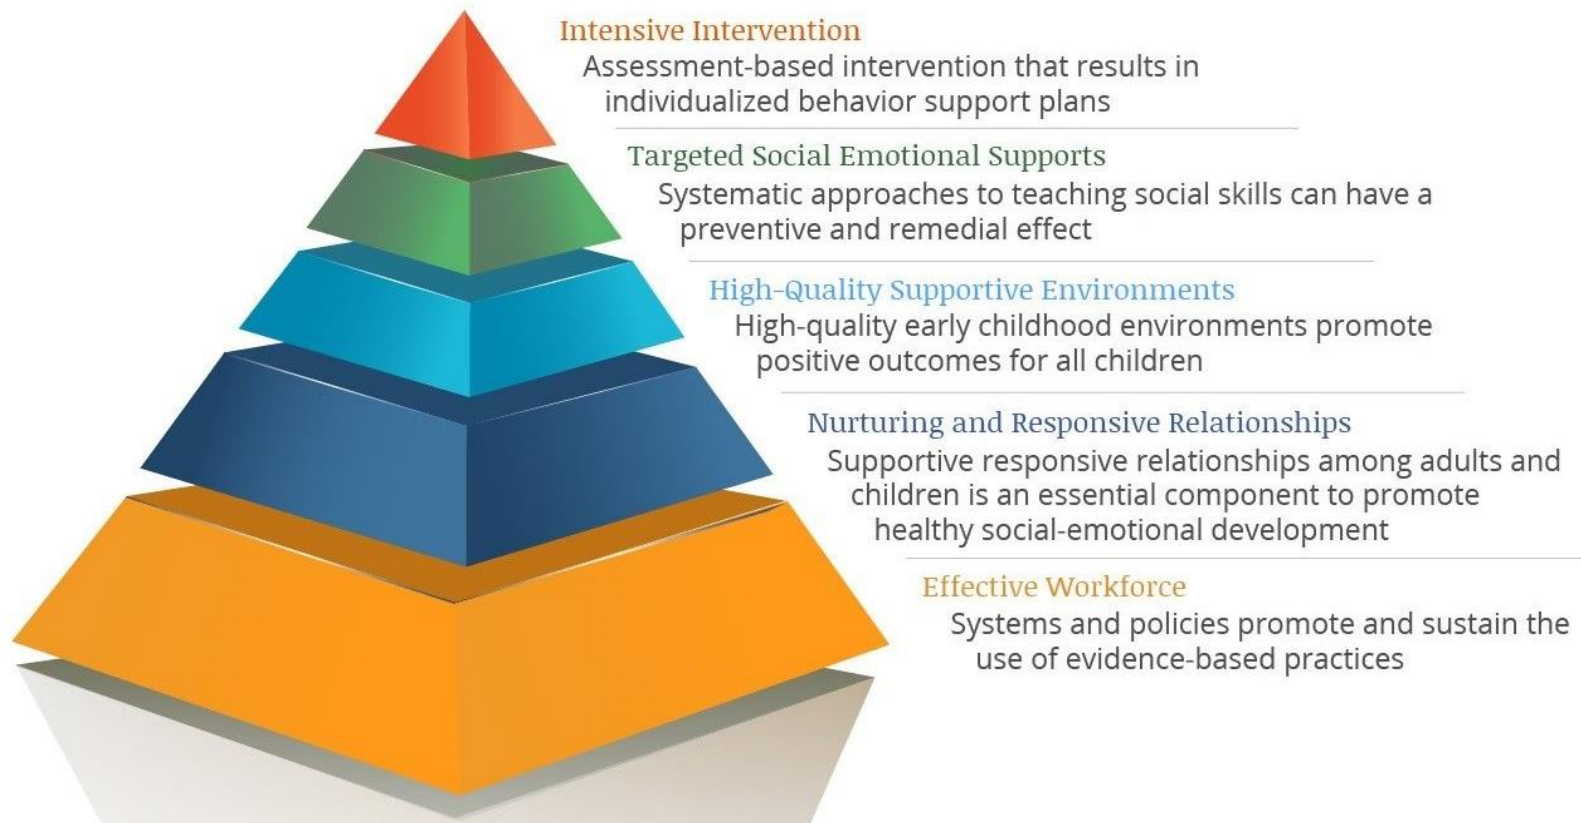 Intensive Intervention
Assessment-based intervention that results in
individualized behavior support plans
Targeted Social Emotional Supports
Systematic approaches to teaching social skills can have a
preventive and remedial effect
High-Quality Supportive Environments
High-quality early childhood environments promote
positive outcomes for all children
Nurturing and Responsive Relationships
Supportive responsive relationships among adults and
children is an essential component to promote
healthy social-emotional development
Effective Workforce
Systems and policies promote and sustain the
use of evidence-based practices